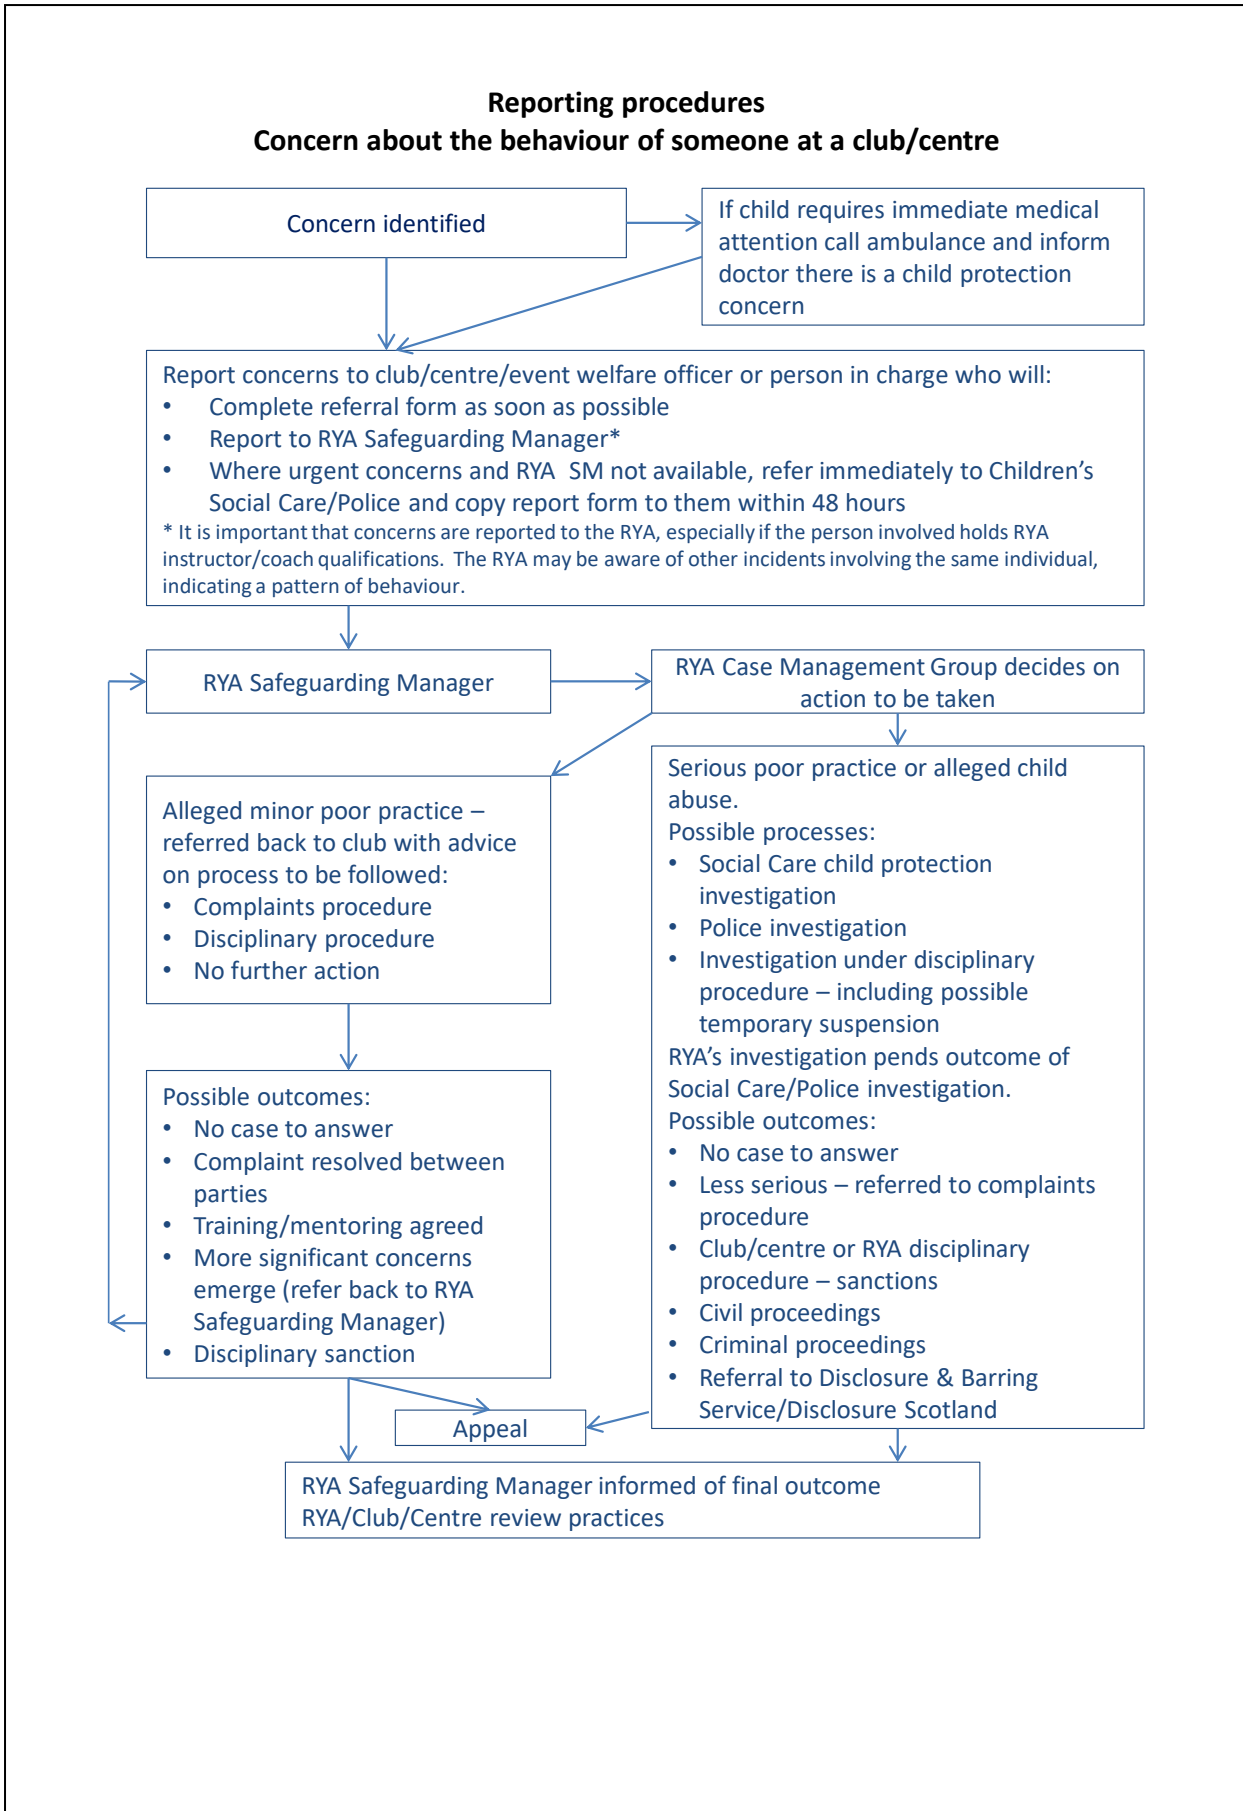 Reporting procedures
Concern about the behaviour of someone at a club/centre
Concern identified
If child requires immediate medical
attention call ambulance and inform
doctor there is a child protection
concern
Report concerns to club/centre/event welfare officer or person in charge who will:
• Complete referral form as soon as possible
• Report to RYA Safeguarding Manager*
• Where urgent concerns and RYA SM not available, refer immediately to Children’s
Social Care/Police and copy report form to them within 48 hours
* It is important that concerns are reported to the RYA, especially if the person involved holds RYA
instructor/coach qualifications. The RYA may be aware of other incidents involving the same individual,
indicating a pattern of behaviour.
RYA Safeguarding Manager
RYA Case Management Group decides on
action to be taken
Alleged minor poor practice –
referred back to club with advice
on process to be followed:
• Complaints procedure
• Disciplinary procedure
• No further action
Serious poor practice or alleged child
abuse.
Possible processes:
• Social Care child protection
investigation
• Police investigation
• Investigation under disciplinary
procedure – including possible
temporary suspension
RYA’s investigation pends outcome of
Social Care/Police investigation.
Possible outcomes:
• No case to answer
• Less serious – referred to complaints
procedure
• Club/centre or RYA disciplinary
procedure – sanctions
• Civil proceedings
• Criminal proceedings
• Referral to Disclosure & Barring
Service/Disclosure Scotland
Possible outcomes:
• No case to answer
• Complaint resolved between
parties
• Training/mentoring agreed
• More significant concerns
emerge (refer back to RYA
Safeguarding Manager)
• Disciplinary sanction
Appeal
RYA Safeguarding Manager informed of final outcome
RYA/Club/Centre review practices